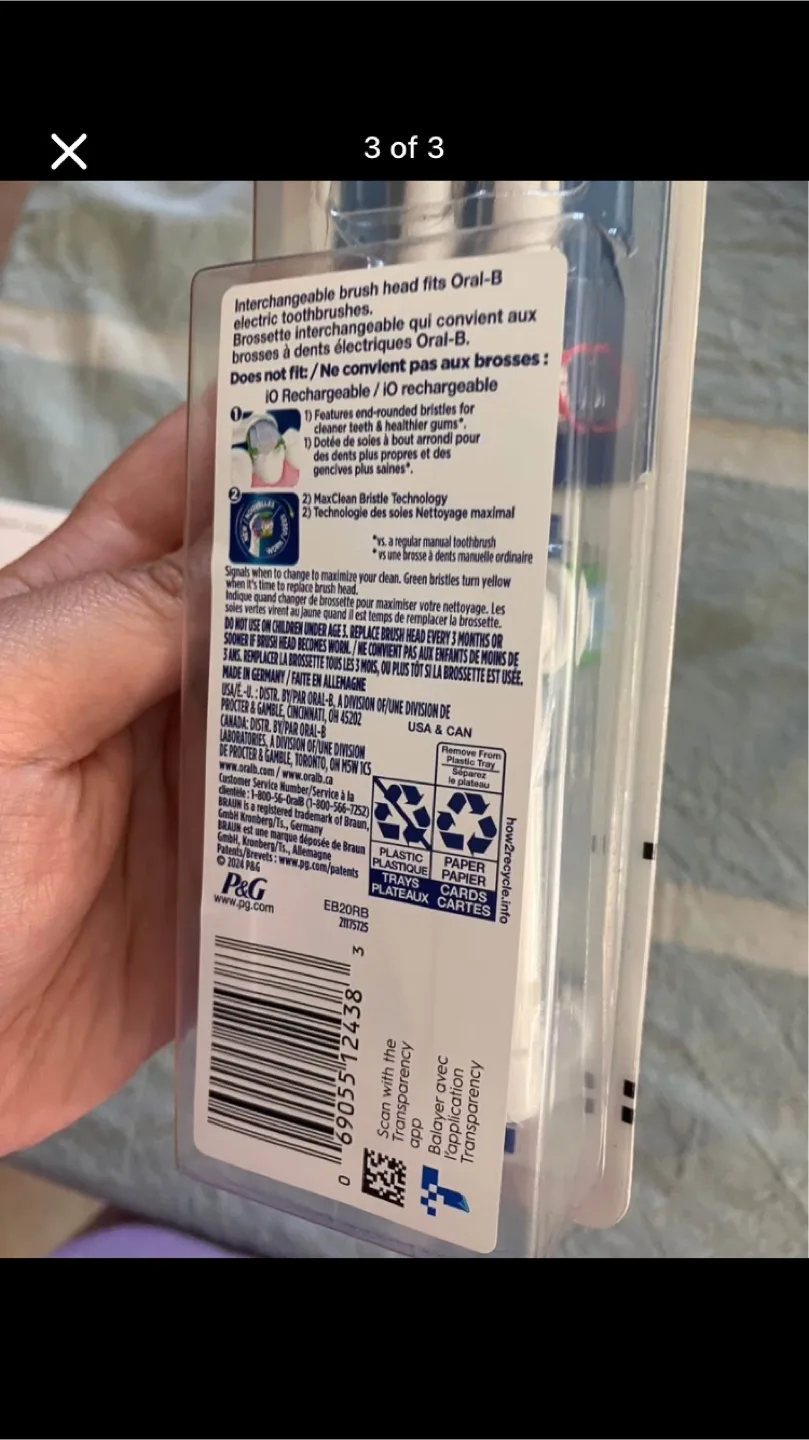 3 of 3
Interchangeable brush head fits Oral-B
electric toothbrushes.
Brossette interchangeable qui convient aux
brosses à dents électriques Oral-B.
Does not fit: / Ne convient pas aux brosses :
iO Rechargeable / iO rechargeable
1
1) Features end-rounded bristles for
cleaner teeth & healthier gums*.
1) Dotée de soies à bout arrondi pour
des dents plus propres et des
gencives plus saines*.
2
2) MaxClean Bristle Technology
2) Technologie des soies Nettoyage maximal
*vs. a regular manual toothbrush
*vs une brosse à dents manuelle ordinaire
Signals when to change to maximize your clean. Green bristles turn yellow
when it's time to replace brush head.
Indique quand changer de brossette pour maximiser votre nettoyage. Les
soies vertes virent au jaune quand il est temps de remplacer la brossette.
DO NOT USE ON CHILDREN UNDER AGE 3. REPLACE BRUSH HEAD EVERY 3 MONTHS OR
SOONER IF BRUSH HEAD BECOMES WORN. / NE CONVIENT PAS AUX ENFANTS DE MOINS DE
3 ANS. REMPLACER LA BROSSETTE TOUS LES 3 MOIS, OU PLUS TÔT SI LA BROSSETTE EST USÉE.
MADE IN GERMANY / FAITE EN ALLEMAGNE
USA/É.-U. : DISTR. BY/PAR ORAL-B, A DIVISION OF/UNE DIVISION DE
PROCTER & GAMBLE, CINCINNATI, OH 45202
CANADA: DISTR. BY/PAR ORAL-B
LABORATORIES, A DIVISION OF/UNE DIVISION
DE PROCTER & GAMBLE, TORONTO, ON M5W 1C5
www.oralb.com / www.oralb.ca
Customer Service Number/Service à la
clientèle : 1-800-56-OralB (1-800-566-7252)
BRAUN is a registered trademark of Braun,
GmbH Kronberg/Ts., Germany
BRAUN est une marque déposée de Braun
GmbH, Kronberg/Ts., Allemagne
Patents/Brevets : www.pg.com/patents
© 2024 P&G
P&G
www.pg.com
USA & CAN
Remove From
Plastic Tray
Séparez
le plateau
PLASTIC
PLASTIQUE
TRAYS
PLATEAUX
PAPER
PAPIER
CARDS
CARTES
how2recycle.info
EB20RB
21175725
0 69055 12438 3
Scan with the
Transparency
app
Balayer avec
l'application
Transparency